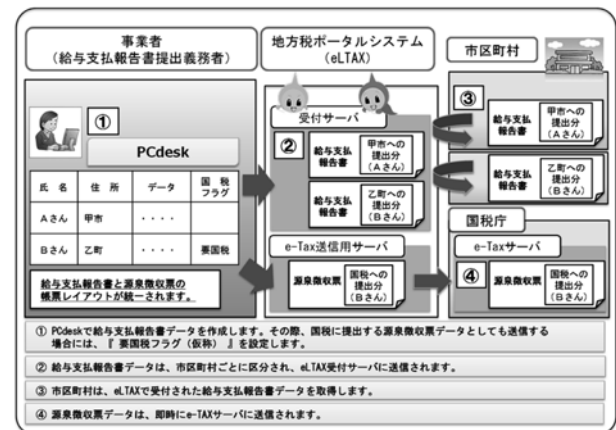 事業者
(給与支払報告書提出義務者)
地方税ポータルシステム
(eLTAX)
市区町村
①
PCdesk
氏 名 住 所 データ 国 税 フラグ
Aさん 甲市 ・・・・
Bさん 乙町 ・・・・ 要国税
給与支払報告書と源泉徴収票の
帳票レイアウトが統一されます。
受付サーバ
②
給与支払
報告書
甲市への
提出分
(Aさん)
給与支払
報告書
乙町への
提出分
(Bさん)
e-Tax送信用サーバ
源泉徴収票
国税への
提出分
(Bさん)
③
給与支払
報告書
甲市への
提出分
(Aさん)
給与支払
報告書
乙町への
提出分
(Bさん)
国税庁
e-Taxサーバ
④
源泉徴収票
国税への
提出分
(Bさん)
① PCdeskで給与支払報告書データを作成します。その際、国税に提出する源泉徴収票データとしても送信する
場合には、『 要国税フラグ(仮称) 』を設定します。
② 給与支払報告書データは、市区町村ごとに区分され、eLTAX受付サーバに送信されます。
③ 市区町村は、eLTAXで受付された給与支払報告書データを取得します。
④ 源泉徴収票データは、即時にe-TAXサーバに送信されます。